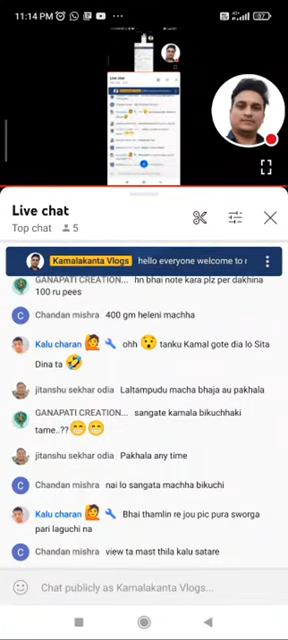 11:14 PM
37
Live chat
Top chat 5
Kamalakanta Vlogs hello everyone welcome to
GANAPATI CREATION... hn bhai note kara plz per dakhina
100 ru pees
Chandan mishra 400 gm heleni machha
Kalu charan 🙋 ohh 😯 tanku Kamal gote dia lo Sita
Dina ta 🤣
jitanshu sekhar odia Laltampudu macha bhaja au pakhala
GANAPATI CREATION... sangate kamala bikuchhaki
tame..?? 😁😁
jitanshu sekhar odia Pakhala any time
Chandan mishra nai lo sangata machha bikuchi
Kalu charan 🙋 Bhai thamlin re jou pic pura sworga
pari laguchi na
Chandan mishra view ta mast thila kalu satare
Chat publicly as Kamalakanta Vlogs...